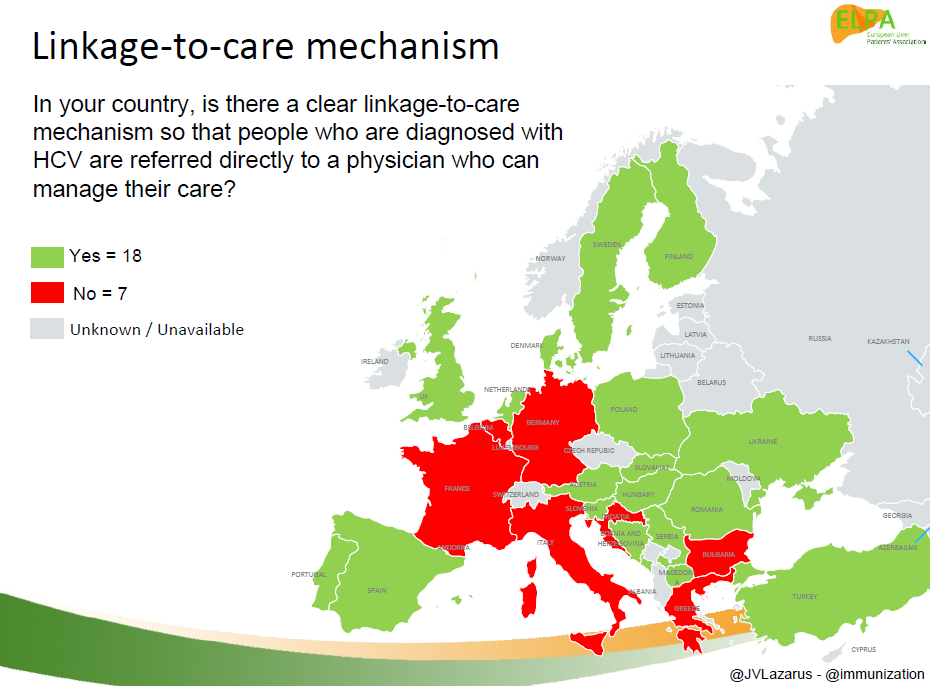 ELPA
European Liver
Patients' Association
Linkage-to-care mechanism
In your country, is there a clear linkage-to-care
mechanism so that people who are diagnosed with
HCV are referred directly to a physician who can
manage their care?
Yes = 18
No = 7
Unknown / Unavailable
NORWAY
SWEDEN
FINLAND
ESTONIA
LATVIA
LITHUANIA
RUSSIA
KAZAKHSTAN
BELARUS
DENMARK
IRELAND
UK
NETHERLANDS
BELGIUM
LUXEMBOURG
GERMANY
POLAND
CZECH REPUBIC
UKRAINE
SLOVAKIA
MOLDOVA
FRANCE
SWITZERLAND
AUSTRIA
HUNGARY
ROMANIA
SLOVENIA
CROATIA
BOSNIA AND
HERZEGOVINA
SERBIA
GEORGIA
AZERBAIJAN
ANDORRA
ITALY
BULGARIA
MACEDONI
A
ALBANIA
GREECE
TURKEY
PORTUGAL
SPAIN
CYPRUS
@JVLazarus - @immunization